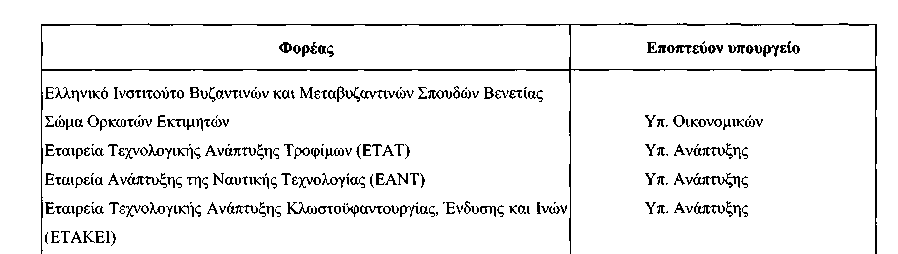 Φορέας Εποπτεύον υπουργείο
Ελληνικό Ινστιτούτο Βυζαντινών και Μεταβυζαντινών Σπουδών Βενετίας
Σώμα Ορκωτών Εκτιμητών Υπ. Οικονομικών
Εταιρεία Τεχνολογικής Ανάπτυξης Τροφίμων (ΕΤΑΤ) Υπ. Ανάπτυξης
Εταιρεία Ανάπτυξης της Ναυτικής Τεχνολογίας (ΕΑΝΤ) Υπ. Ανάπτυξης
Εταιρεία Τεχνολογικής Ανάπτυξης Κλωστοϋφαντουργίας, Ένδυσης και Ινών Υπ. Ανάπτυξης
(ΕΤΑΚΕΙ)